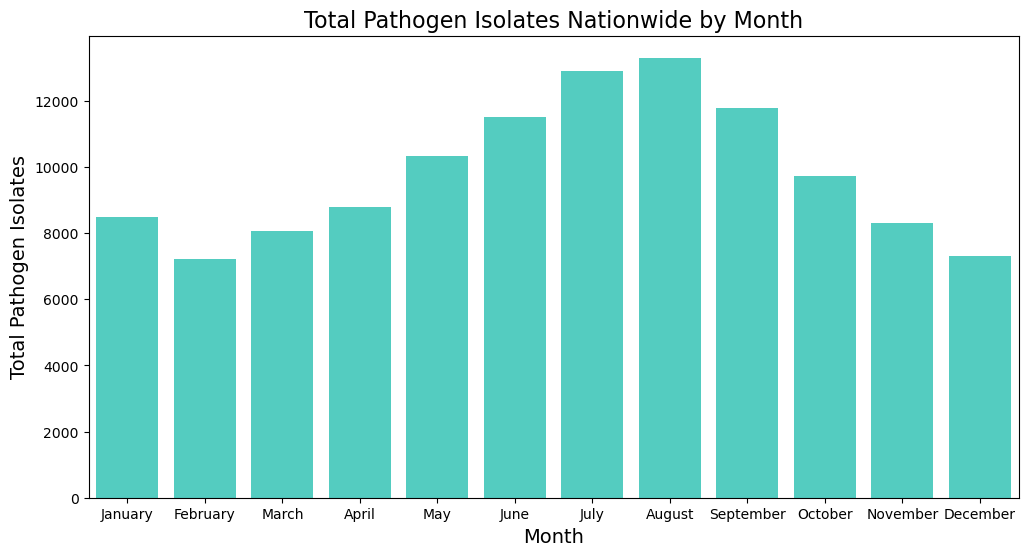 Total Pathogen Isolates Nationwide by Month
Total Pathogen Isolates
12000
10000
8000
6000
4000
2000
0
January February March April May June July August September October November December
Month